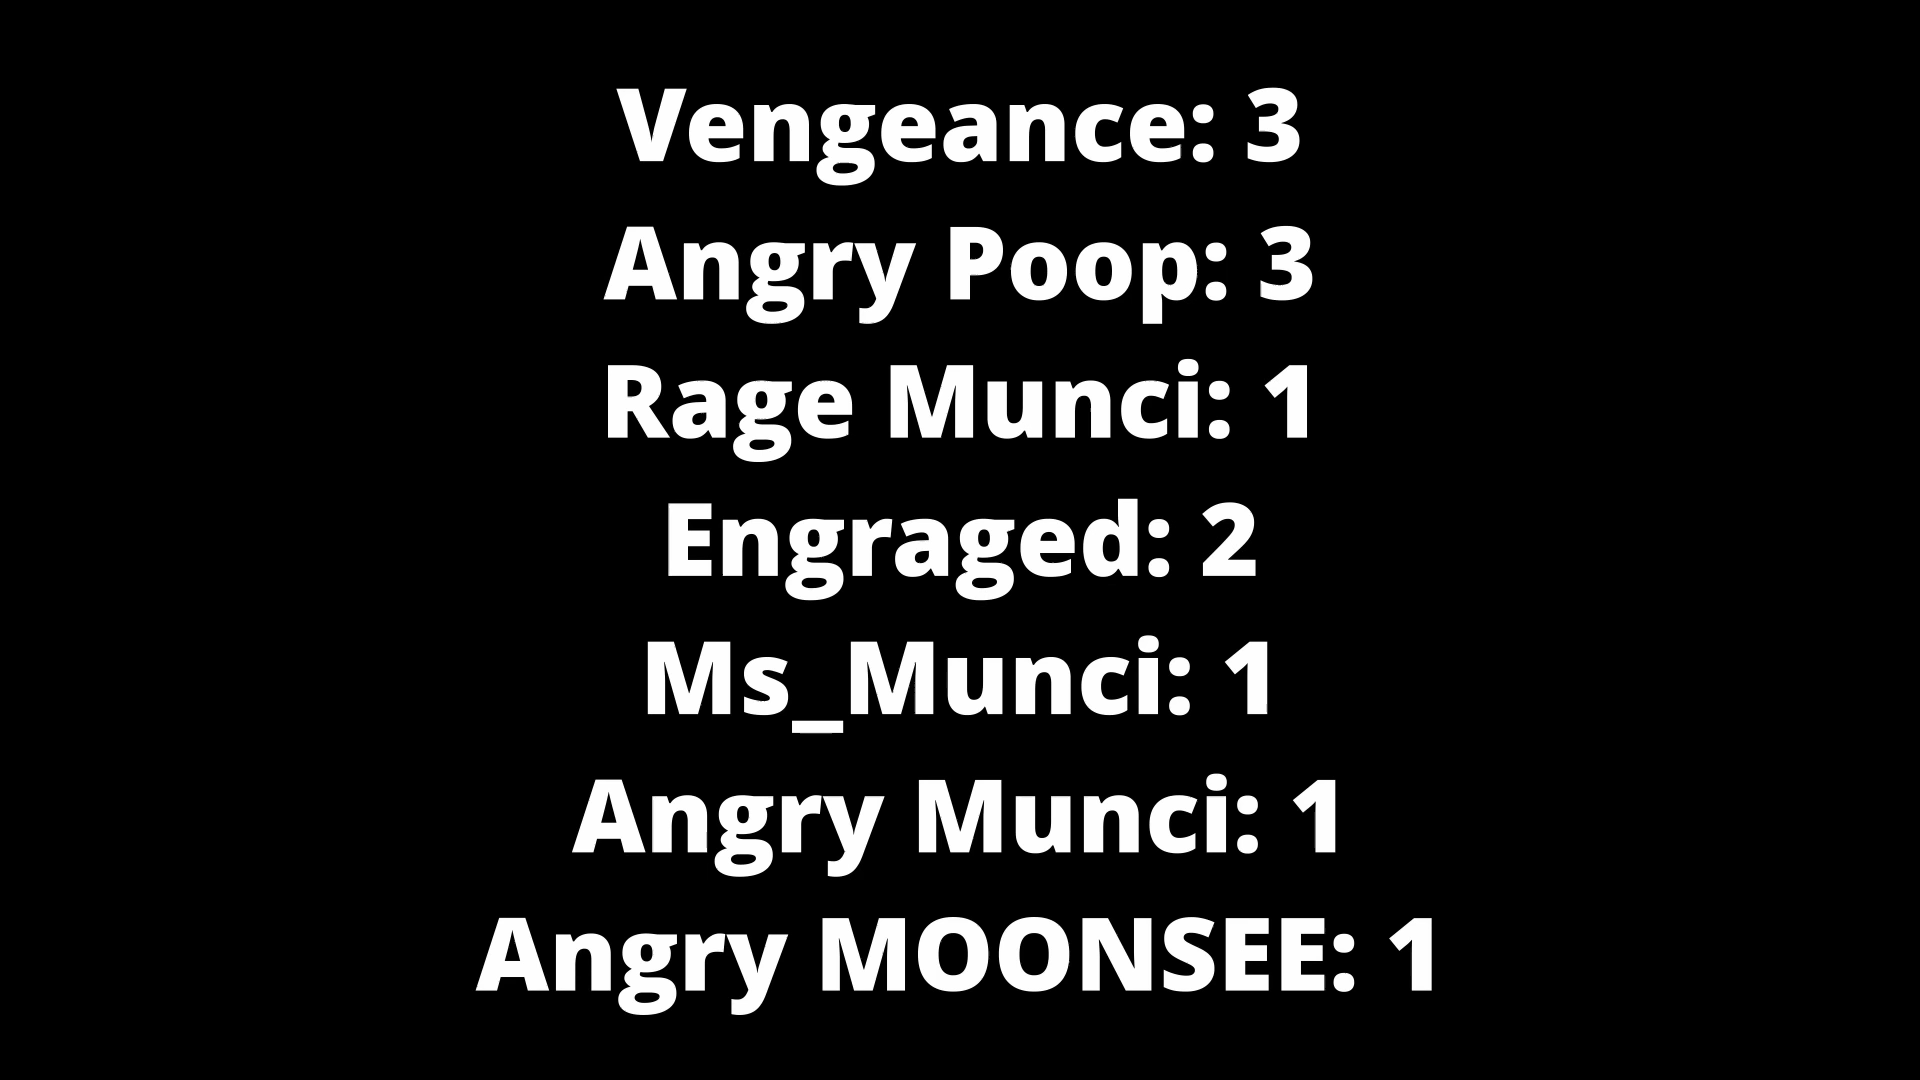 Vengeance: 3
Angry Poop: 3
Rage Munci: 1
Engraged: 2
Ms_Munci: 1
Angry Munci: 1
Angry MOONSEE: 1